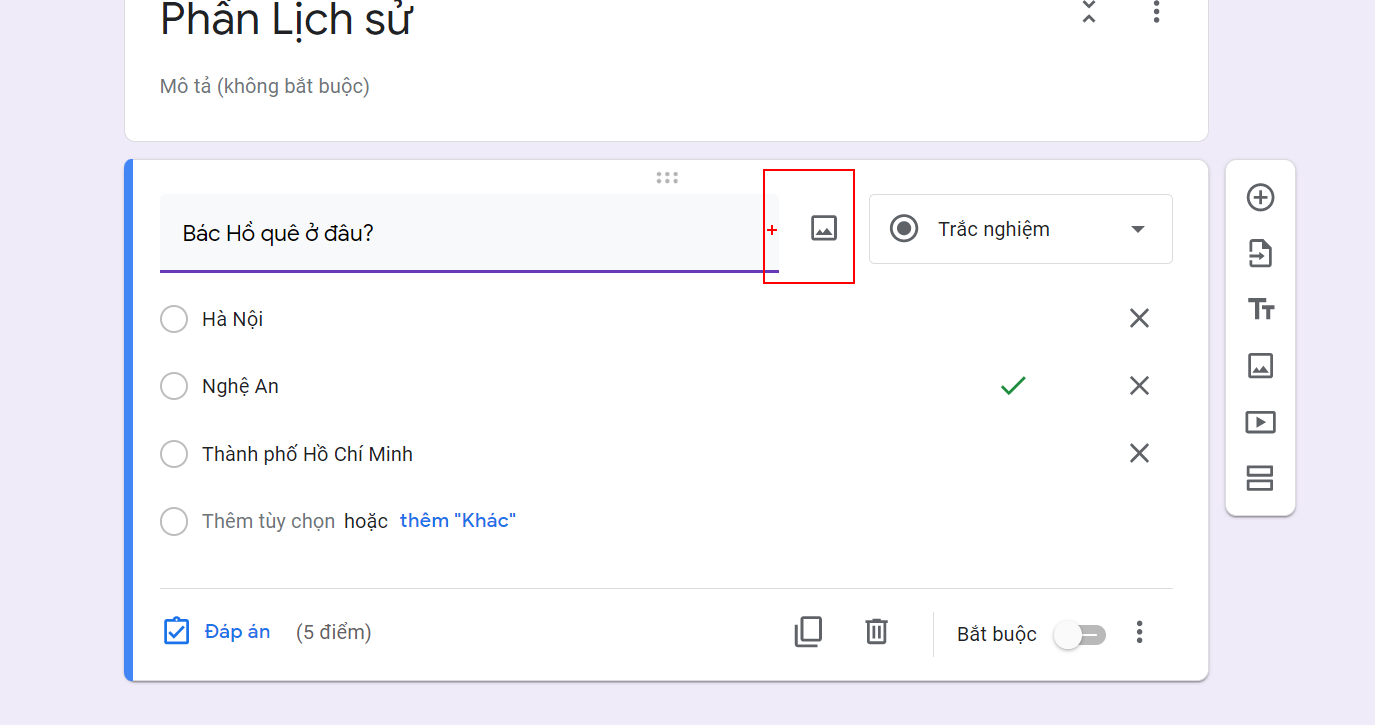 Phần Lịch sử
Mô tả (không bắt buộc)
Bác Hồ quê ở đâu?
Trắc nghiệm
Hà Nội
Nghệ An
Thành phố Hồ Chí Minh
Thêm tùy chọn hoặc thêm "Khác"
Đáp án (5 điểm)
Bắt buộc